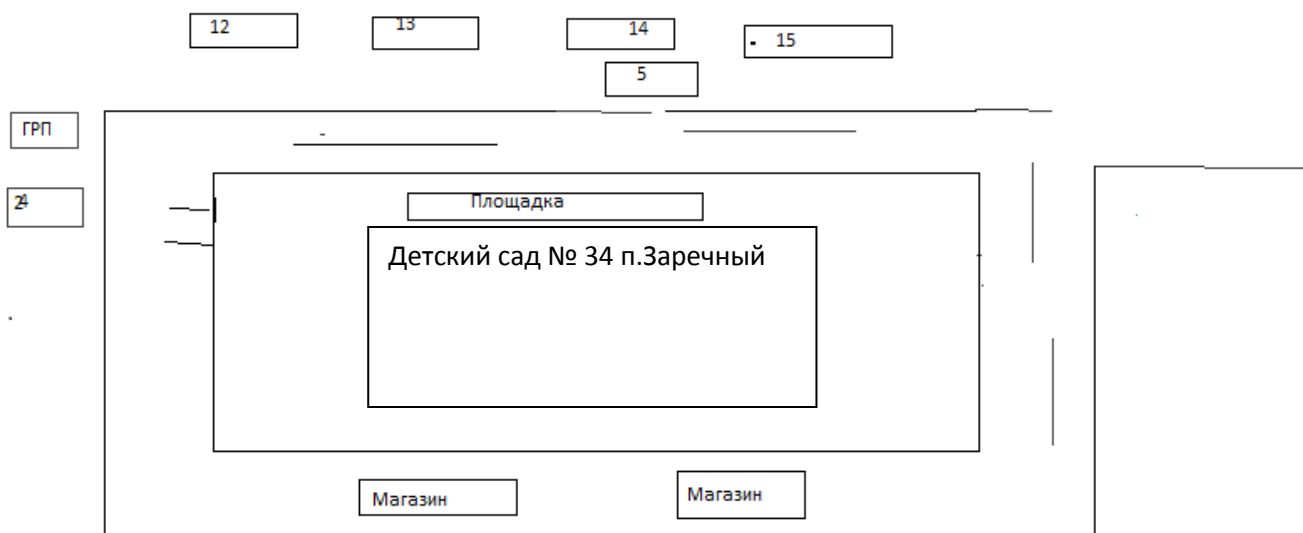 12
13
14
15
5
ГРП
24
Площадка
Детский сад № 34 п.Заречный
Магазин
Магазин